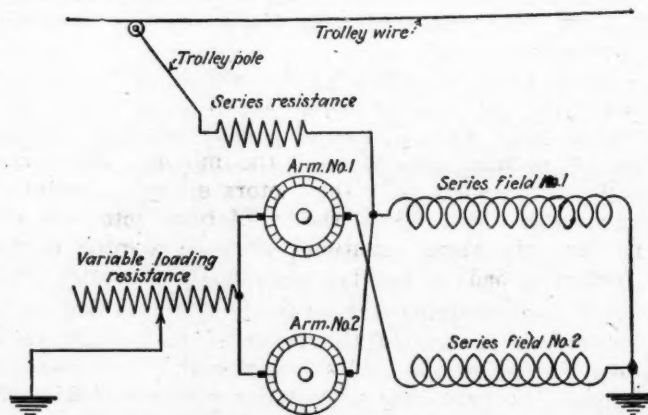 Trolley wire
Trolley pole
Series resistance
Arm. No.1
Series field No.1
Variable loading
resistance
Arm. No.2
Series field No.2